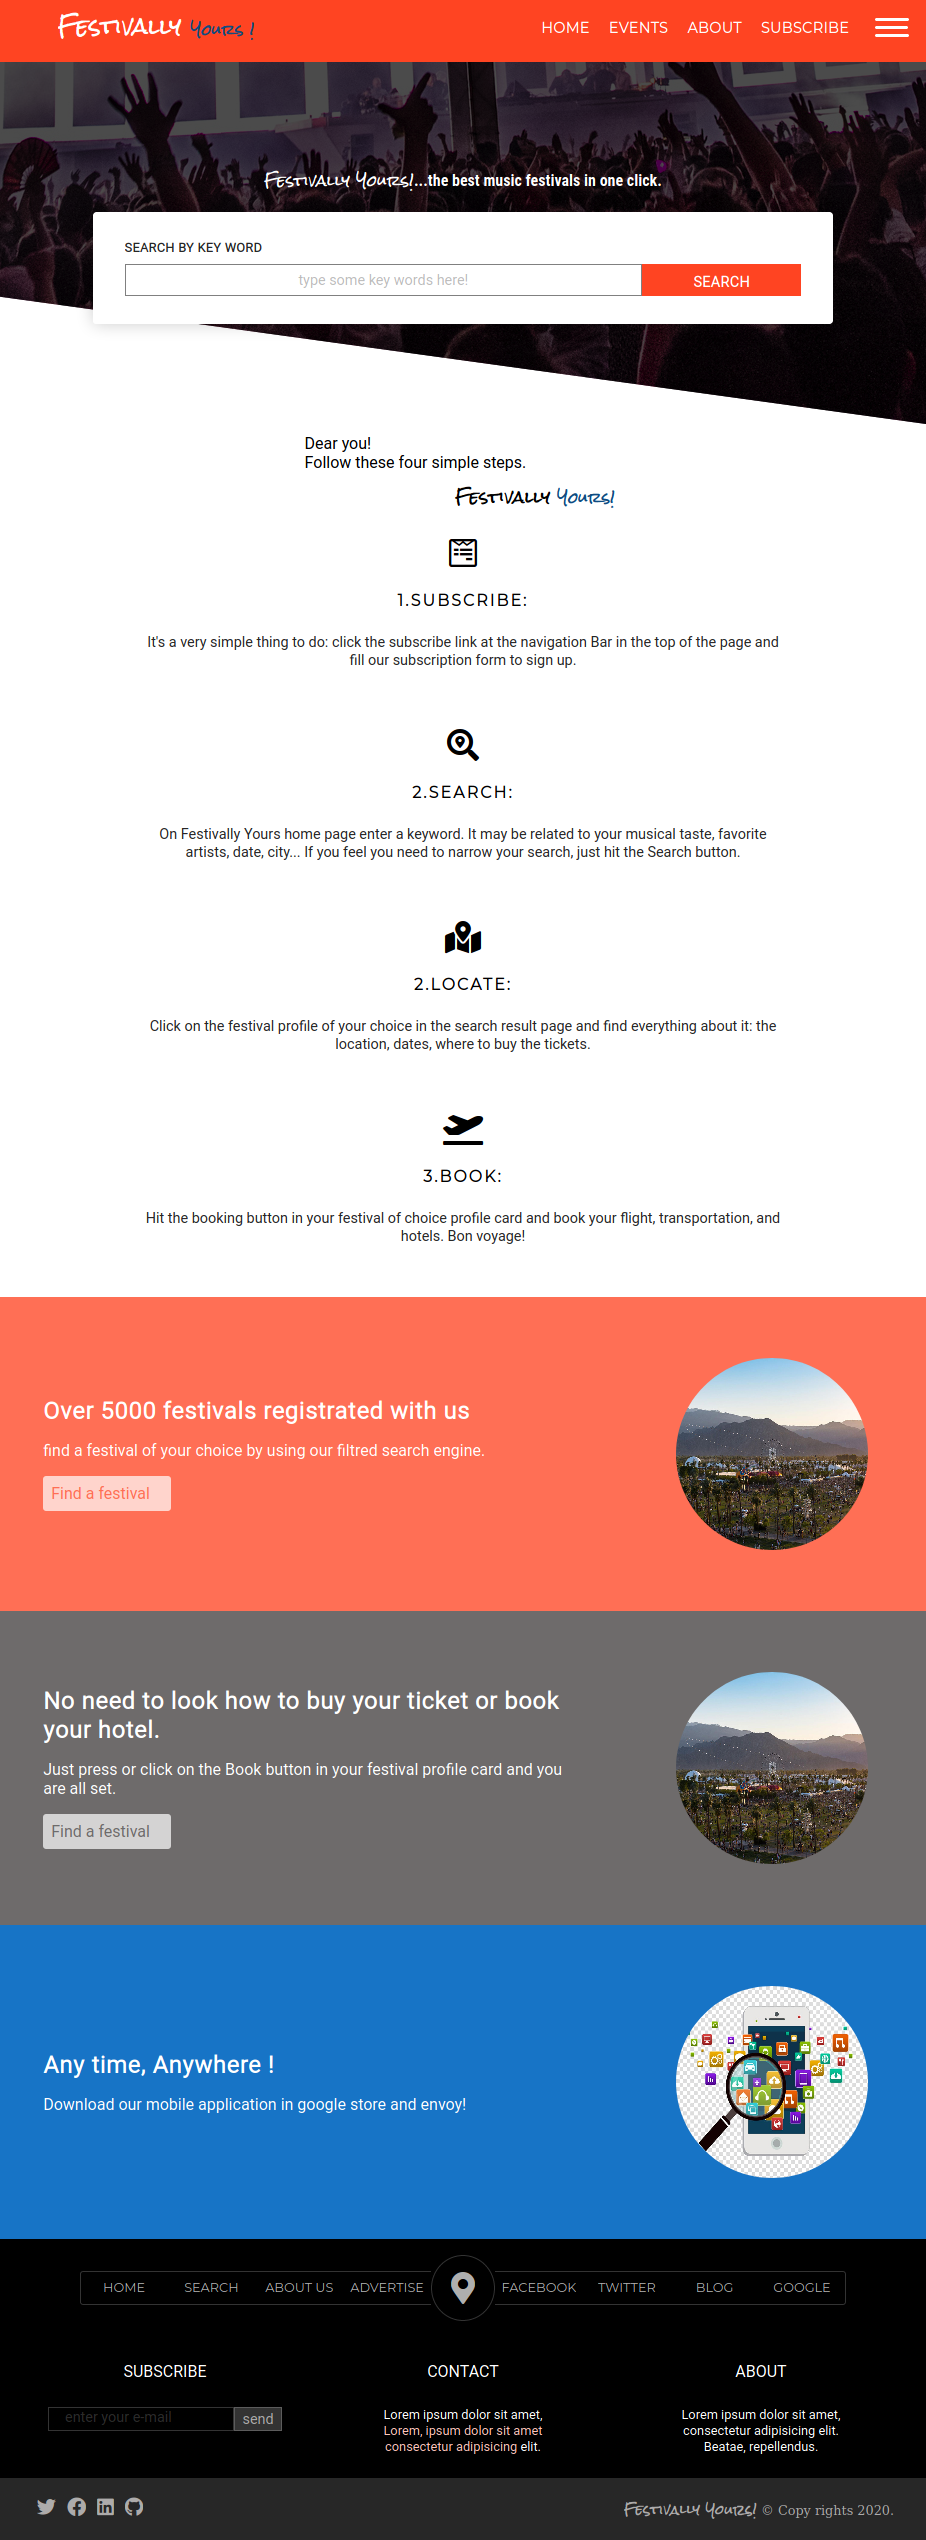 Festivally Yours !
HOME EVENTS ABOUT SUBSCRIBE
Festivally Yours!...the best music festivals in one click.
SEARCH BY KEY WORD
type some key words here!
SEARCH
Dear you!
Follow these four simple steps.
Festivally Yours!
1.SUBSCRIBE:
It's a very simple thing to do: click the subscribe link at the navigation Bar in the top of the page and
fill our subscription form to sign up.
2.SEARCH:
On Festivally Yours home page enter a keyword. It may be related to your musical taste, favorite
artists, date, city... If you feel you need to narrow your search, just hit the Search button.
2.LOCATE:
Click on the festival profile of your choice in the search result page and find everything about it: the
location, dates, where to buy the tickets.
3.BOOK:
Hit the booking button in your festival of choice profile card and book your flight, transportation, and
hotels. Bon voyage!
Over 5000 festivals registrated with us
find a festival of your choice by using our filtred search engine.
Find a festival
No need to look how to buy your ticket or book
your hotel.
Just press or click on the Book button in your festival profile card and you
are all set.
Find a festival
Any time, Anywhere !
Download our mobile application in google store and envoy!
HOME SEARCH ABOUT US ADVERTISE FACEBOOK TWITTER BLOG GOOGLE
SUBSCRIBE
enter your e-mail
send
CONTACT
Lorem ipsum dolor sit amet,
Lorem, ipsum dolor sit amet
consectetur adipisicing elit.
ABOUT
Lorem ipsum dolor sit amet,
consectetur adipisicing elit.
Beatae, repellendus.
Festivally Yours! © Copy rights 2020.